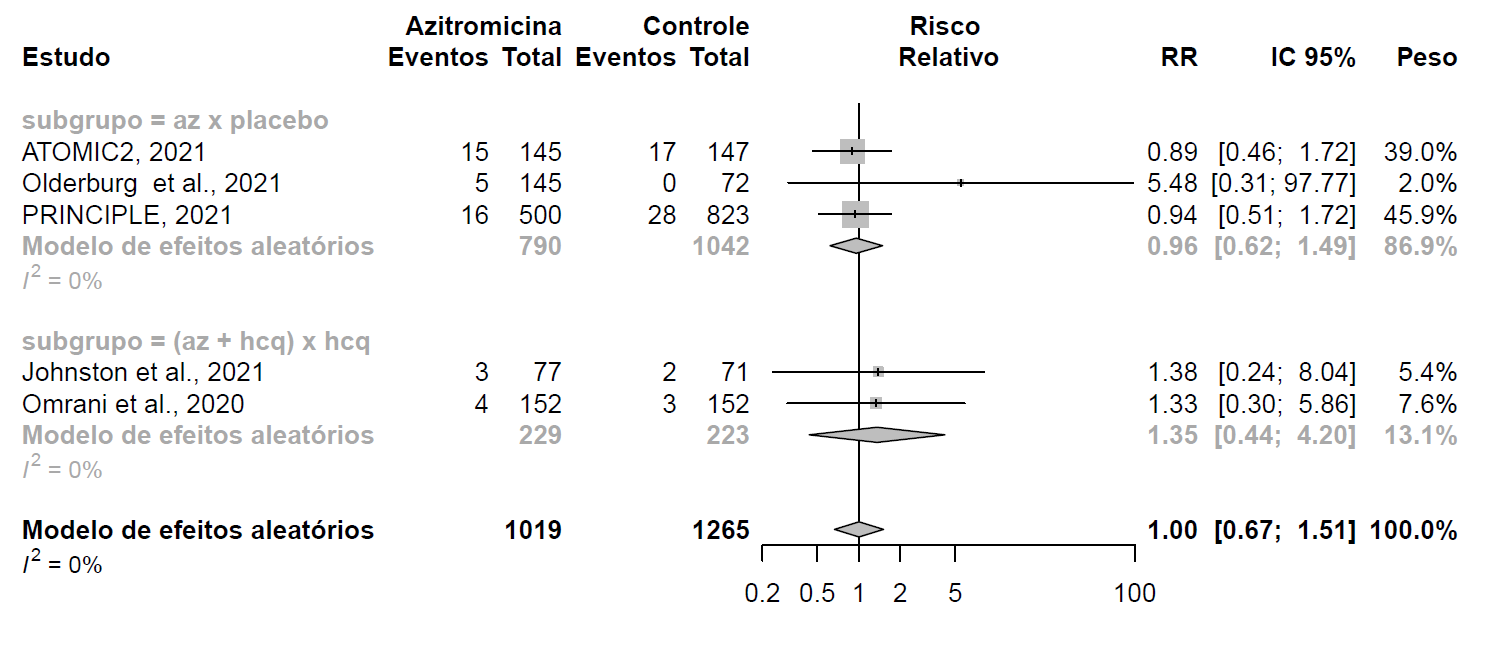 Azitromicina Controle Risco
Estudo Eventos Total Eventos Total Relativo RR IC 95% Peso
subgrupo = az x placebo
ATOMIC2, 2021 15 145 17 147 0.89 [0.46; 1.72] 39.0%
Olderburg et al., 2021 5 145 0 72 5.48 [0.31; 97.77] 2.0%
PRINCIPLE, 2021 16 500 28 823 0.94 [0.51; 1.72] 45.9%
Modelo de efeitos aleatórios 790 1042 0.96 [0.62; 1.49] 86.9%
I² = 0%
subgrupo = (az + hcq) x hcq
Johnston et al., 2021 3 77 2 71 1.38 [0.24; 8.04] 5.4%
Omrani et al., 2020 4 152 3 152 1.33 [0.30; 5.86] 7.6%
Modelo de efeitos aleatórios 229 223 1.35 [0.44; 4.20] 13.1%
I² = 0%
Modelo de efeitos aleatórios 1019 1265 1.00 [0.67; 1.51] 100.0%
I² = 0%
0.2 0.5 1 2 5 100